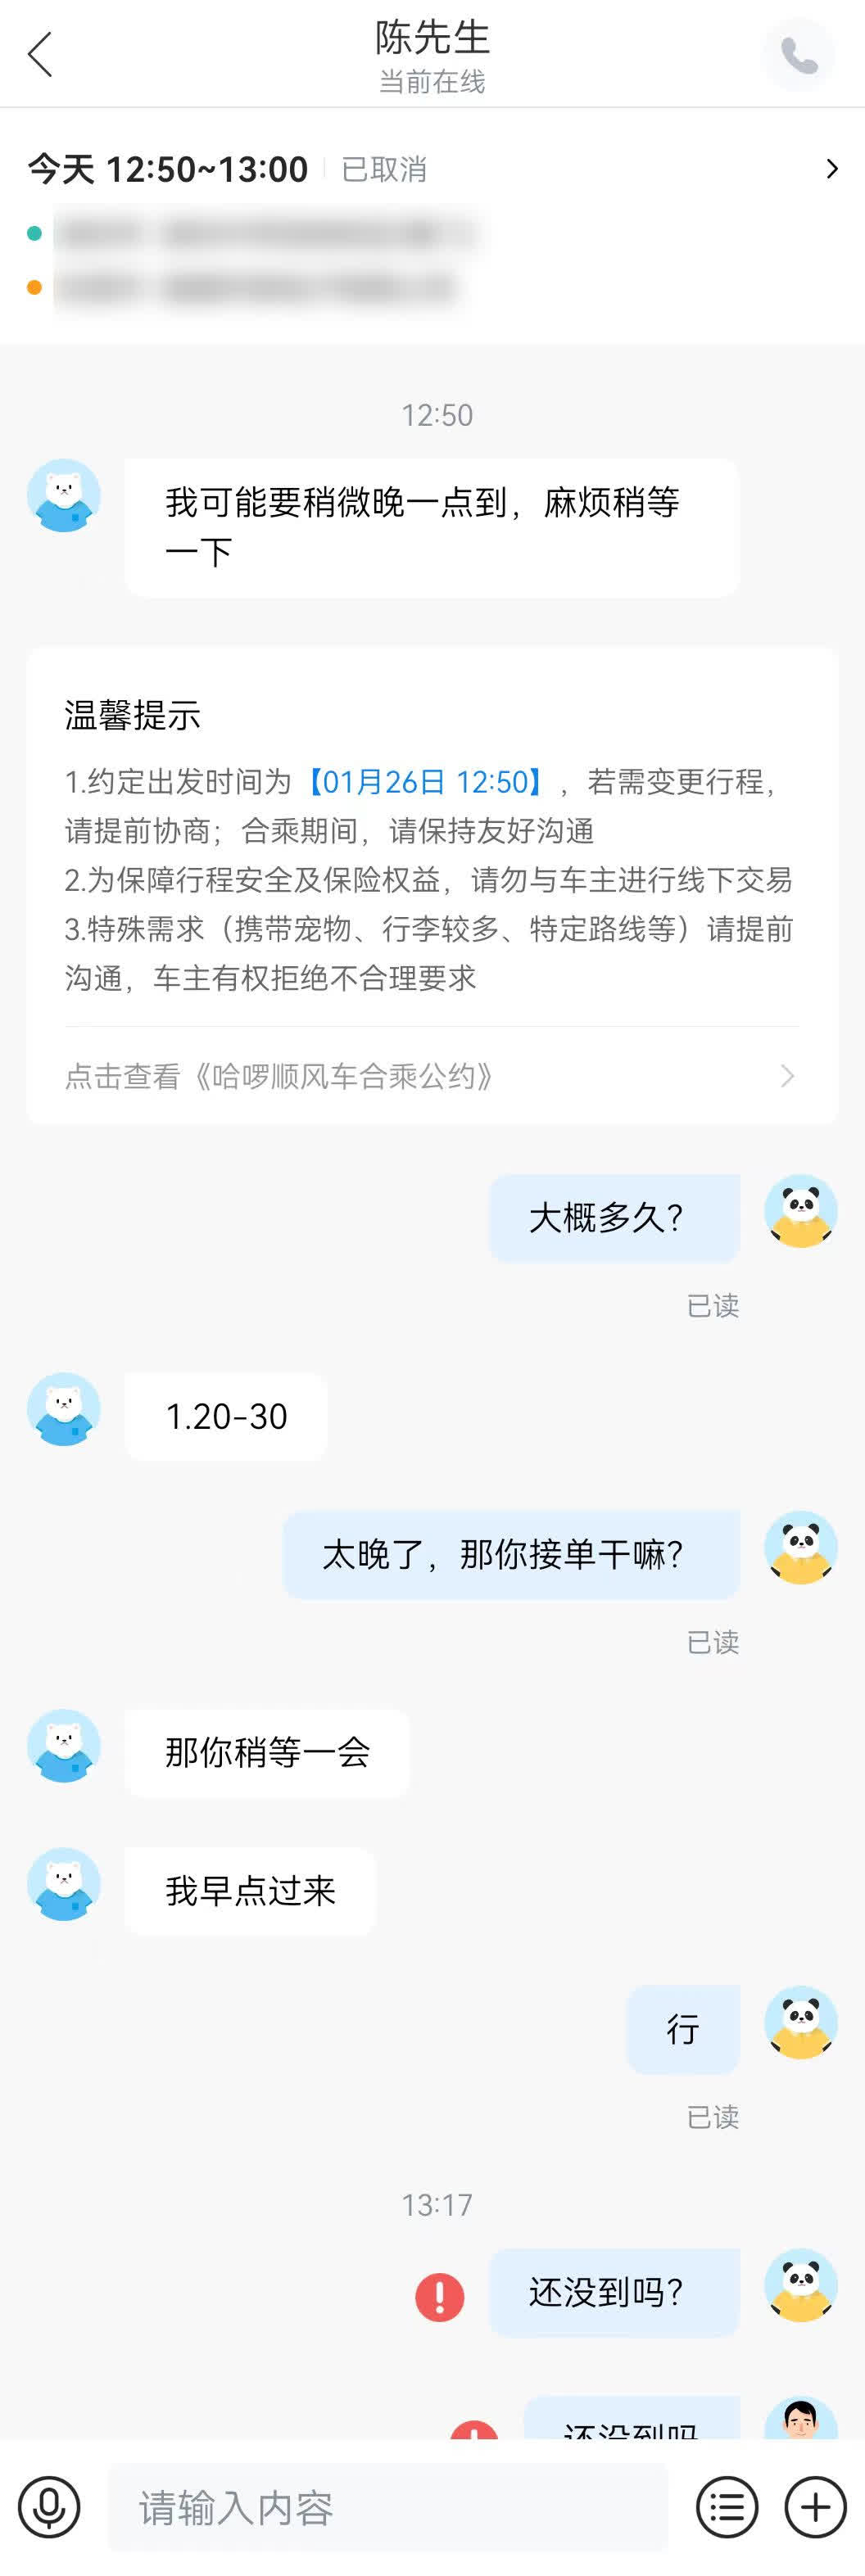 陈先生
当前在线
今天 12:50~13:00 已取消
12:50
我可能要稍微晚一点到，麻烦稍等
一下
温馨提示
1.约定出发时间为【01月26日 12:50】，若需变更行程，
请提前协商；合乘期间，请保持友好沟通
2.为保障行程安全及保险权益，请勿与车主进行线下交易
3.特殊需求（携带宠物、行李较多、特定路线等）请提前
沟通，车主有权拒绝不合理要求
点击查看《哈啰顺风车合乘公约》
大概多久？
已读
1.20-30
太晚了，那你接单干嘛？
已读
那你稍等一会
我早点过来
行
已读
13:17
还没到吗？
还没到吗
请输入内容